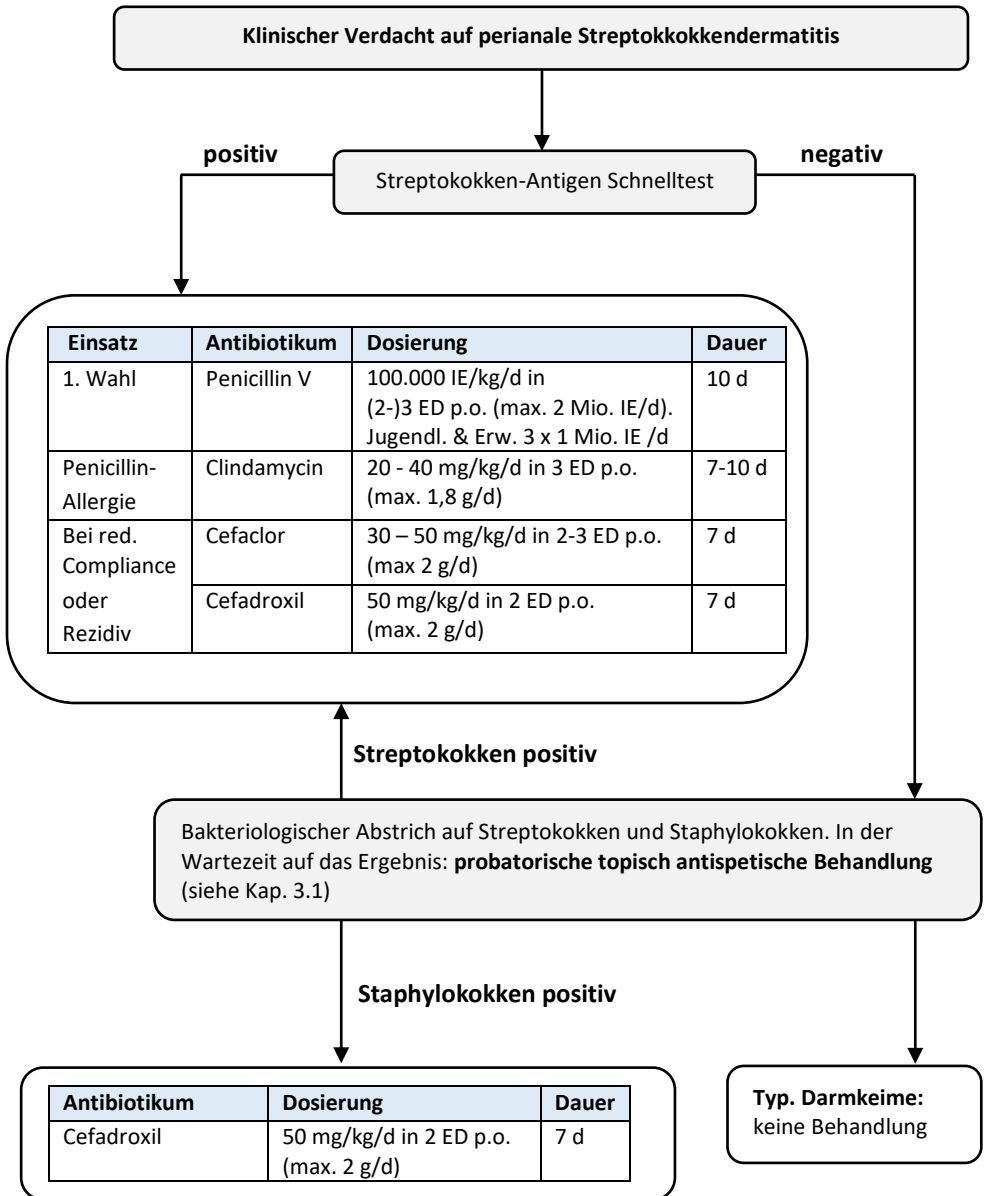 Klinischer Verdacht auf perianale Streptokkokkendermatitis
positiv
negativ
Streptokokken-Antigen Schnelltest
Einsatz Antibiotikum Dosierung Dauer
1. Wahl Penicillin V 100.000 IE/kg/d in 10 d
(2-)3 ED p.o. (max. 2 Mio. IE/d).
Jugendl. & Erw. 3 x 1 Mio. IE /d
Penicillin- Clindamycin 20 - 40 mg/kg/d in 3 ED p.o. 7-10 d
Allergie (max. 1,8 g/d)
Bei red. Cefaclor 30 – 50 mg/kg/d in 2-3 ED p.o. 7 d
Compliance (max 2 g/d)
oder Cefadroxil 50 mg/kg/d in 2 ED p.o. 7 d
Rezidiv (max. 2 g/d)
Streptokokken positiv
Bakteriologischer Abstrich auf Streptokokken und Staphylokokken. In der
Wartezeit auf das Ergebnis: probatorische topisch antispetische Behandlung
(siehe Kap. 3.1)
Staphylokokken positiv
Antibiotikum Dosierung Dauer
Cefadroxil 50 mg/kg/d in 2 ED p.o. 7 d
(max. 2 g/d)
Typ. Darmkeime:
keine Behandlung